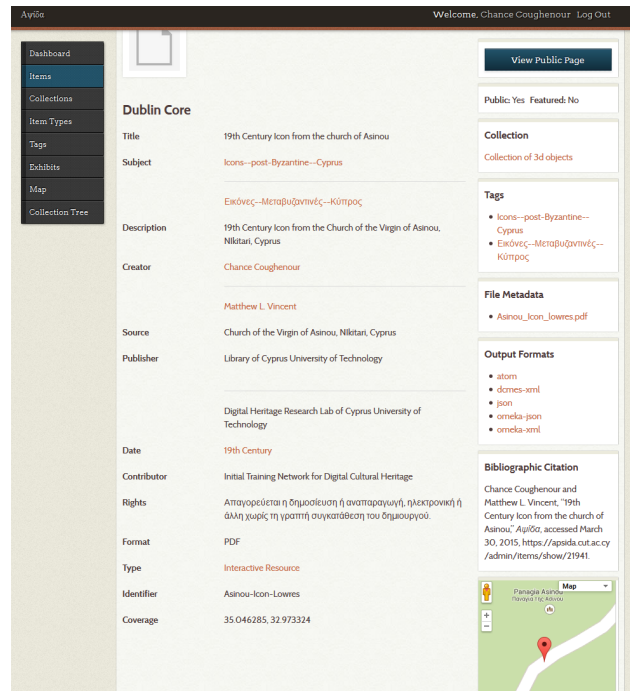 Αψίδα
Welcome, Chance Coughenour Log Out
Dashboard
Items
Collections
Item Types
Tags
Exhibits
Map
Collection Tree
Dublin Core
Title
19th Century Icon from the church of Asinou
Subject
Icons--post-Byzantine--Cyprus
Εικόνες--Μεταβυζαντινές--Κύπρος
Description
19th Century Icon from the Church of the Virgin of Asinou,
NIkitari, Cyprus
Creator
Chance Coughenour
Matthew L. Vincent
Source
Church of the Virgin of Asinou, NIkitari, Cyprus
Publisher
Library of Cyprus University of Technology
Digital Heritage Research Lab of Cyprus University of
Technology
Date
19th Century
Contributor
Initial Training Network for Digital Cultural Heritage
Rights
Απαγορεύεται η δημοσίευση ή αναπαραγωγή, ηλεκτρονική ή
άλλη χωρίς τη γραπτή συγκατάθεση του δημιουργού.
Format
PDF
Type
Interactive Resource
Identifier
Asinou-Icon-Lowres
Coverage
35.046285, 32.973324
View Public Page
Public: Yes Featured: No
Collection
Collection of 3d objects
Tags
Icons--post-Byzantine--
Cyprus
Εικόνες--Μεταβυζαντινές--
Κύπρος
File Metadata
Asinou_Icon_lowres.pdf
Output Formats
atom
dcmes-xml
json
omeka-json
omeka-xml
Bibliographic Citation
Chance Coughenour and
Matthew L. Vincent, "19th
Century Icon from the church of
Asinou," Αψίδα, accessed March
30, 2015, https://apsida.cut.ac.cy
/admin/items/show/21941.
Map
Panagia Asinou
Παναγία Της Ασίνου